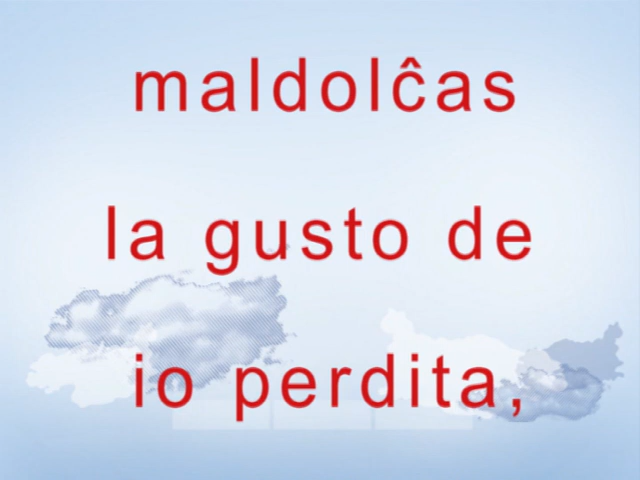 maldolĉas
la gusto de
io perdita,